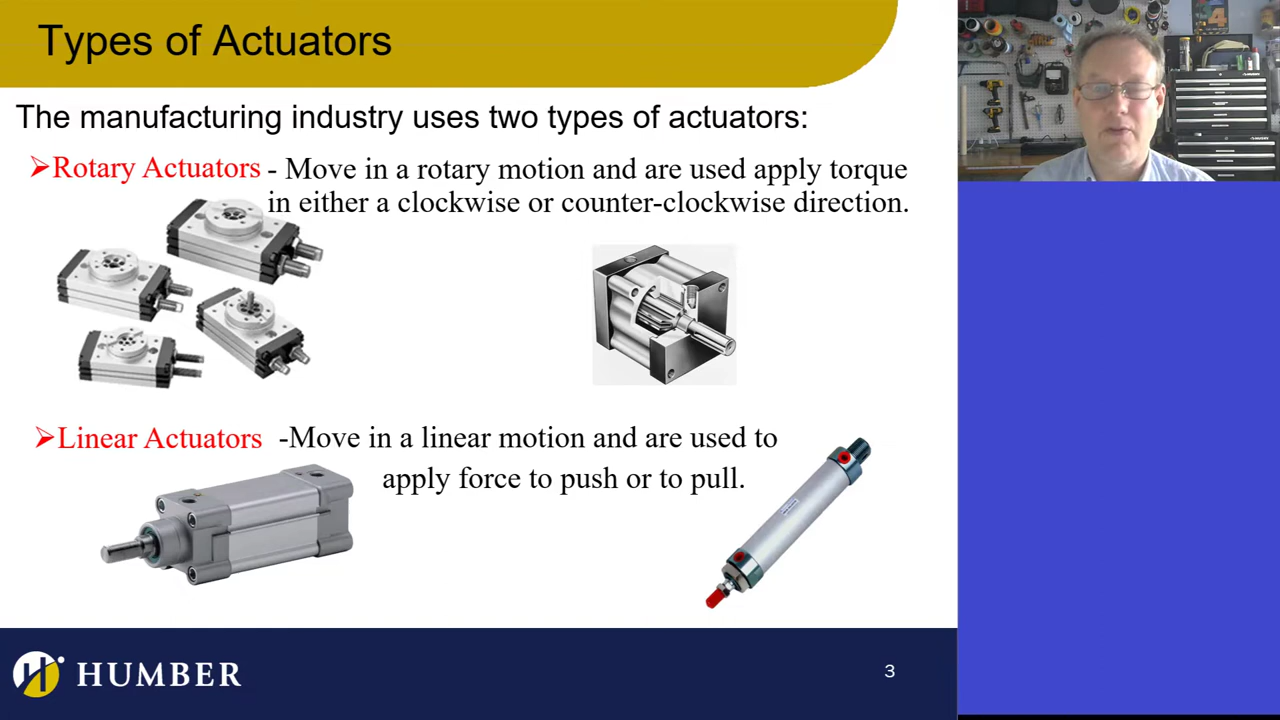 Types of Actuators
The manufacturing industry uses two types of actuators:
➢Rotary Actuators - Move in a rotary motion and are used apply torque
in either a clockwise or counter-clockwise direction.
➢Linear Actuators -Move in a linear motion and are used to
apply force to push or to pull.
HUMBER
3